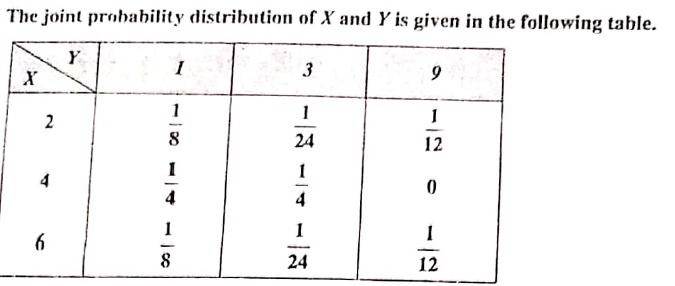 The joint probability distribution of X and Y is given in the following table.
Y
X 1 3 9
2 1/8 1/24 1/12
4 1/4 1/4 0
6 1/8 1/24 1/12